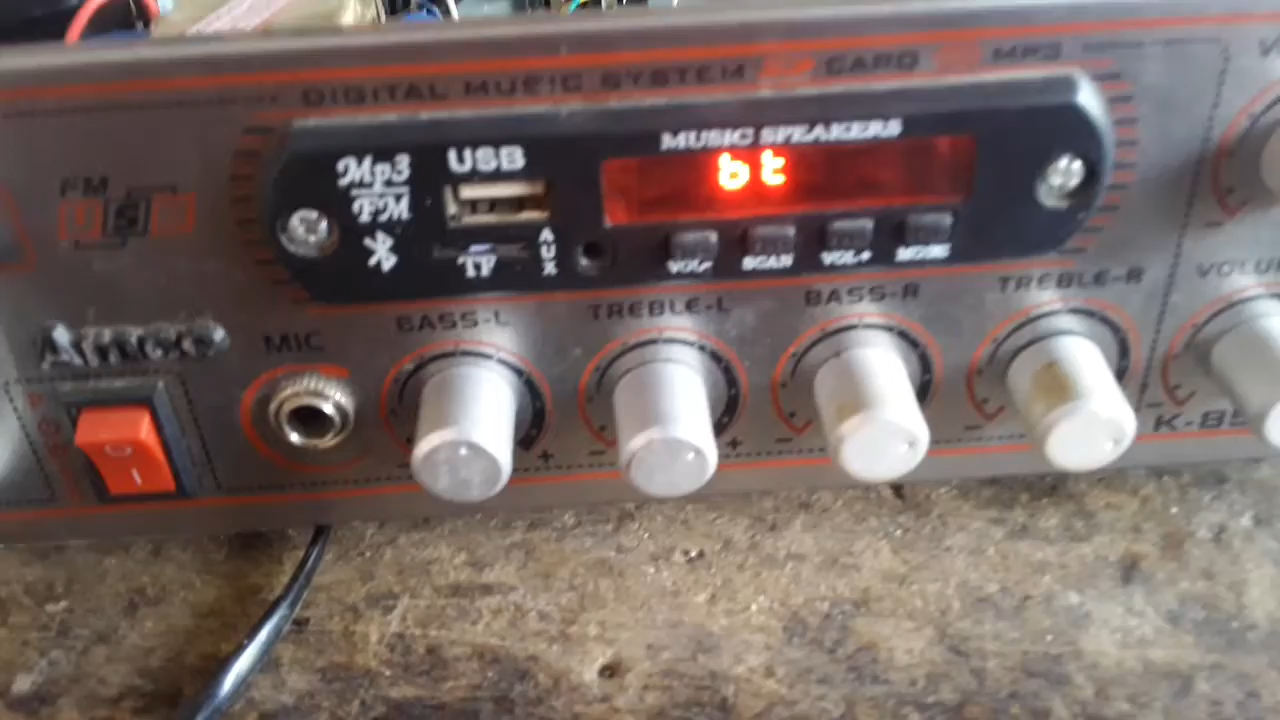 DIGITAL MUSIC SYSTEM CARD MP3
MUSIC SPEAKERS
Mp3
FM
USB
bt
TF
AUX
VOL-
SCAN
VOL+
MODE
FM
U S B
BASS-L
TREBLE-L
BASS-R
TREBLE-R
MIC
- + - + - -